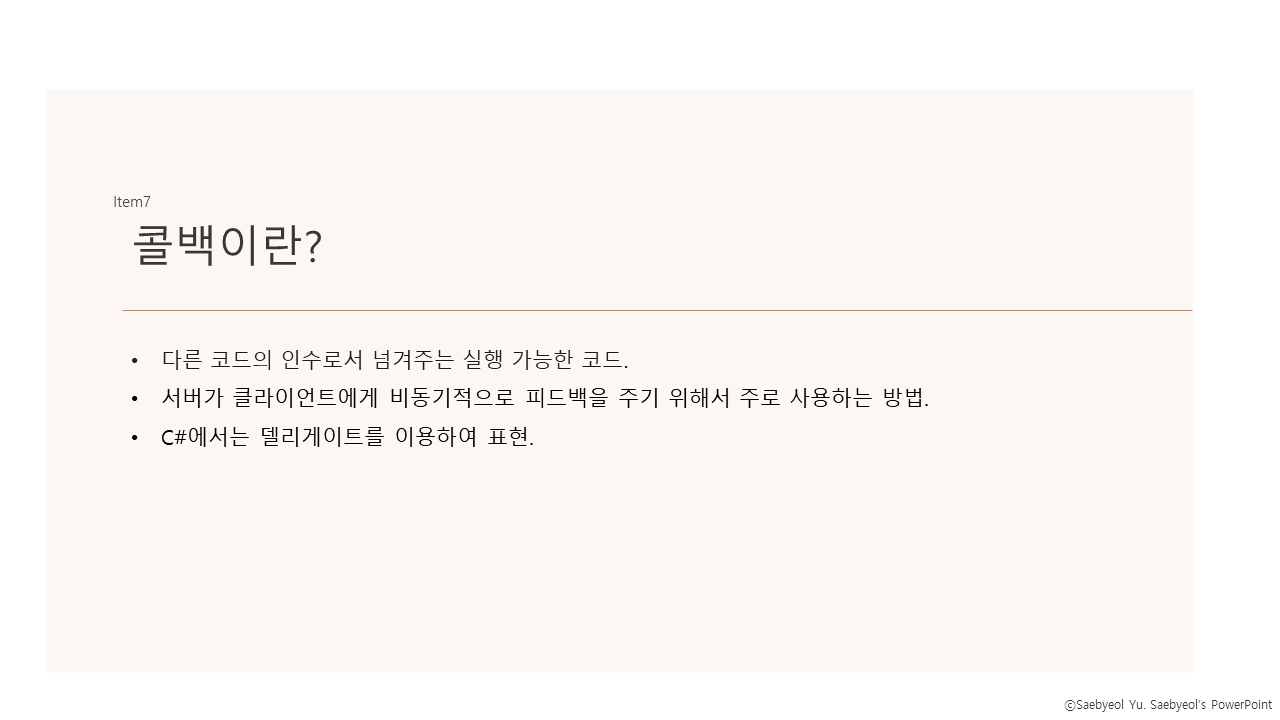 Item7
콜백이란?
• 다른 코드의 인수로서 넘겨주는 실행 가능한 코드.
• 서버가 클라이언트에게 비동기적으로 피드백을 주기 위해서 주로 사용하는 방법.
• C#에서는 델리게이트를 이용하여 표현.
ⓒSaebyeol Yu. Saebyeol's PowerPoint